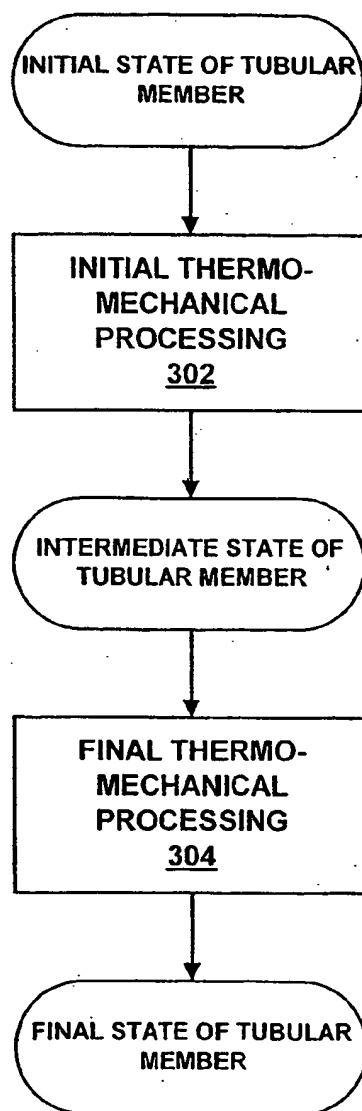 INITIAL STATE OF TUBULAR
MEMBER
INITIAL THERMO-
MECHANICAL
PROCESSING
302
INTERMEDIATE STATE OF
TUBULAR MEMBER
FINAL THERMO-
MECHANICAL
PROCESSING
304
FINAL STATE OF TUBULAR
MEMBER